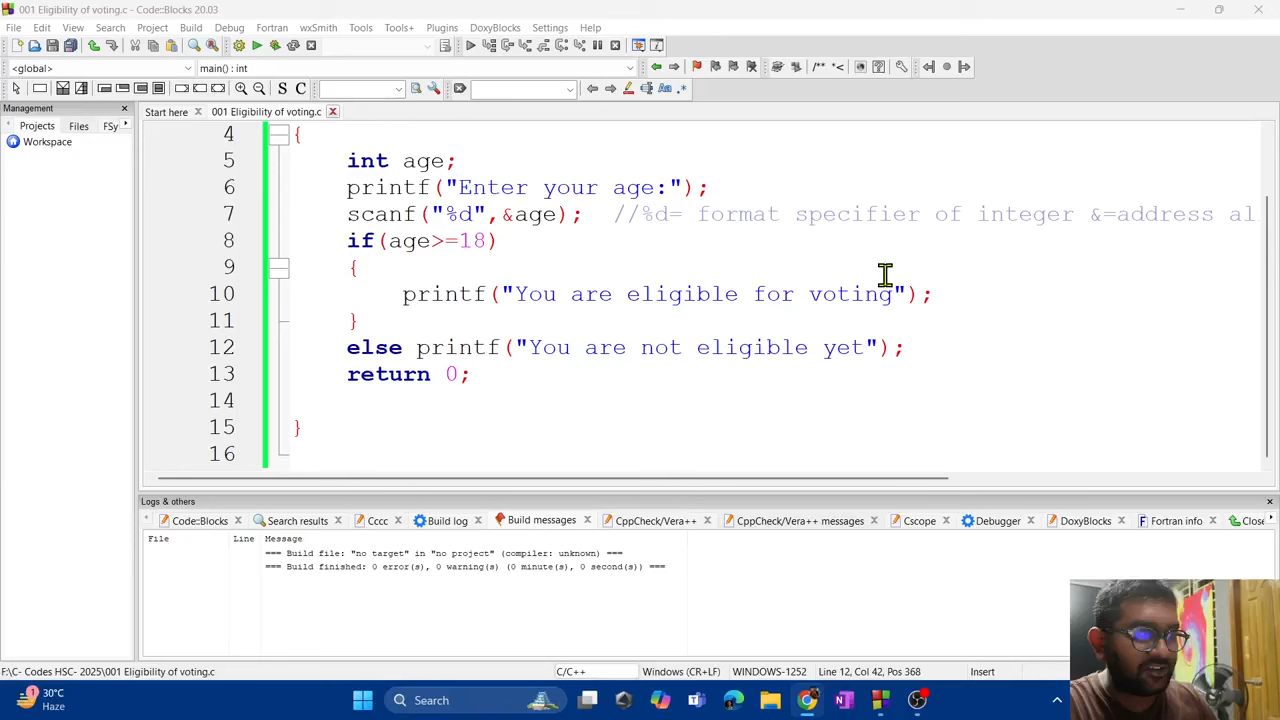 001 Eligibility of voting.c - Code::Blocks 20.03
File Edit View Search Project Build Debug Fortran wxSmith Tools Tools+ Plugins DoxyBlocks Settings Help
<global> main() : int
/** *<
S C
Management
Projects Files FSy
Workspace
Start here 001 Eligibility of voting.c
4 {
5 int age;
6 printf("Enter your age:");
7 scanf("%d",&age); //%d= format specifier of integer &=address al
8 if(age>=18)
9 {
10 printf("You are eligible for voting");
11 }
12 else printf("You are not eligible yet");
13 return 0;
14
15 }
16
Logs & others
Code::Blocks Search results Cccc Build log Build messages CppCheck/Vera++ CppCheck/Vera++ messages Cscope Debugger DoxyBlocks Fortran info Close
File Line Message
=== Build file: "no target" in "no project" (compiler: unknown) ===
=== Build finished: 0 error(s), 0 warning(s) (0 minute(s), 0 second(s)) ===
F:\C- Codes HSC- 2025\001 Eligibility of voting.c C/C++ Windows (CR+LF) WINDOWS-1252 Line 12, Col 42, Pos 368 Insert
1
30°C
Haze
Search